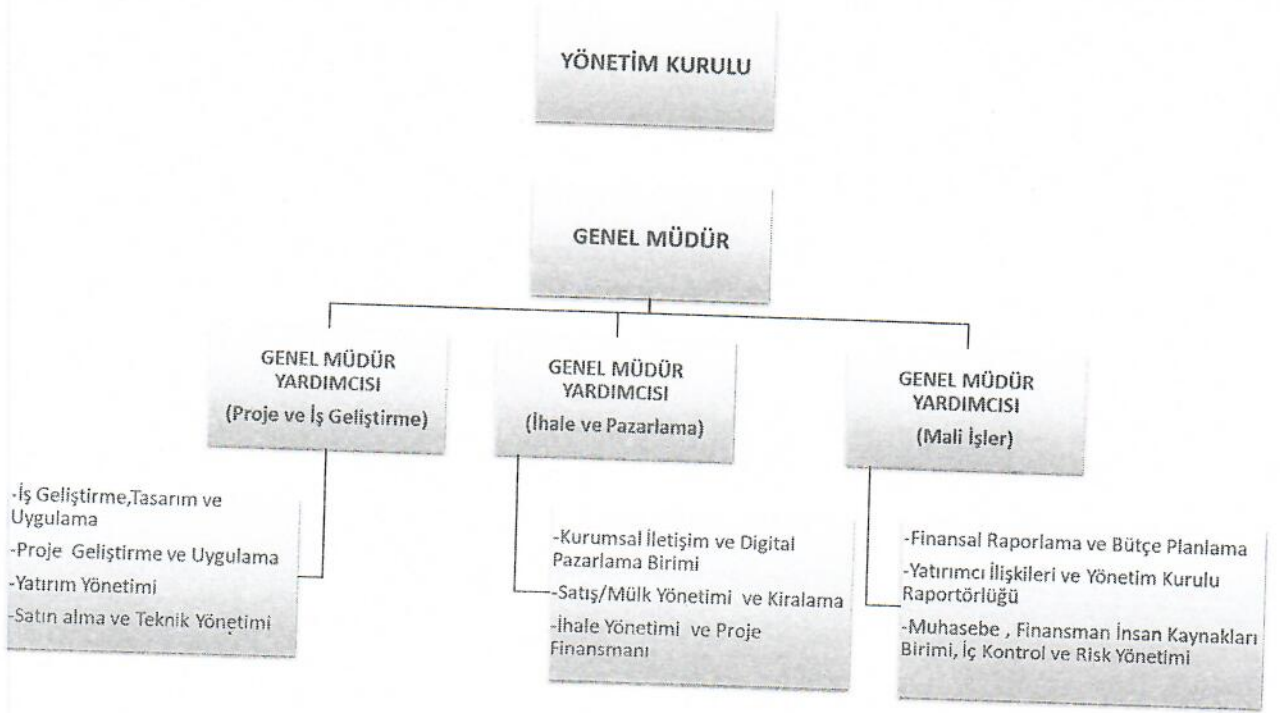 YÖNETİM KURULU
GENEL MÜDÜR
GENEL MÜDÜR
YARDIMCISI
(Proje ve İş Geliştirme)
-İş Geliştirme,Tasarım ve
Uygulama
-Proje Geliştirme ve Uygulama
-Yatırım Yönetimi
-Satın alma ve Teknik Yönetimi
GENEL MÜDÜR
YARDIMCISI
(İhale ve Pazarlama)
-Kurumsal İletişim ve Digital
Pazarlama Birimi
-Satış/Mülk Yönetimi ve Kiralama
-İhale Yönetimi ve Proje
Finansmanı
GENEL MÜDÜR
YARDIMCISI
(Mali İşler)
-Finansal Raporlama ve Bütçe Planlama
-Yatırımcı İlişkileri ve Yönetim Kurulu
Raportörlüğü
-Muhasebe , Finansman İnsan Kaynakları
Birimi, İç Kontrol ve Risk Yönetimi